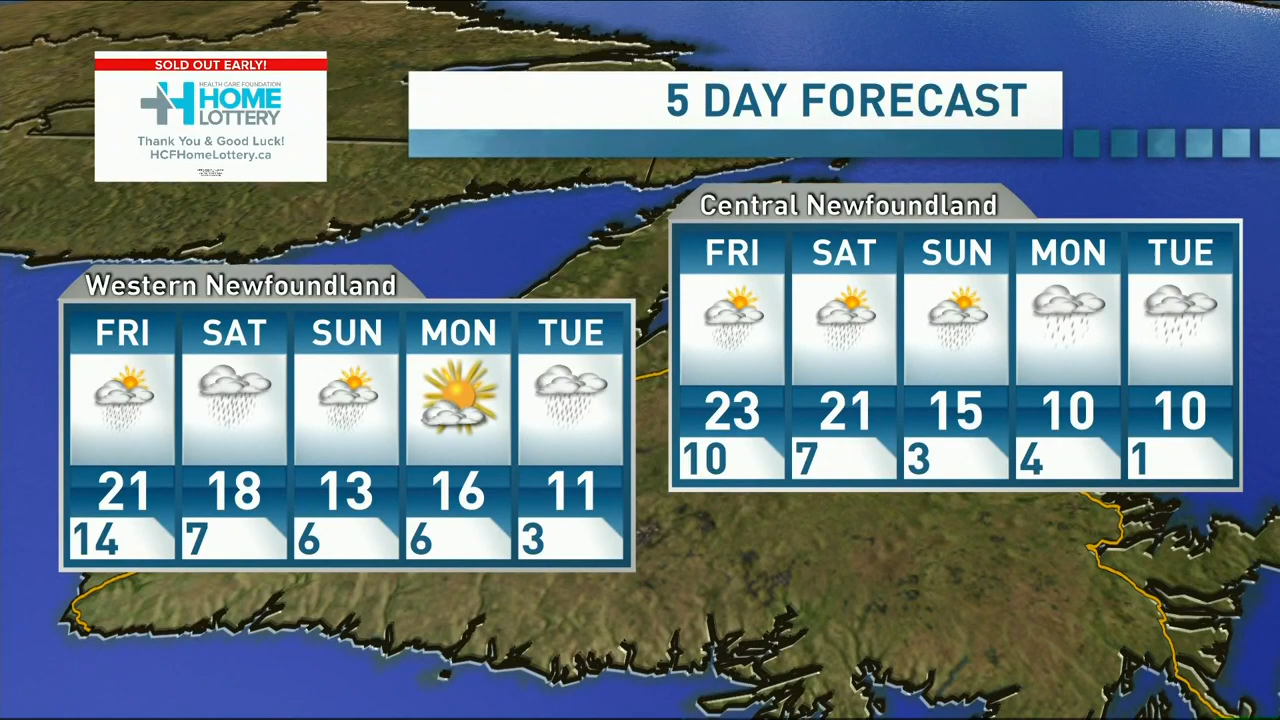 SOLD OUT EARLY!
HEALTH CARE FOUNDATION
HOME
LOTTERY
Thank You & Good Luck!
HCFHomeLottery.ca
5 DAY FORECAST
Central Newfoundland
FRI SAT SUN MON TUE
23 21 15 10 10
10 7 3 4 1
Western Newfoundland
FRI SAT SUN MON TUE
21 18 13 16 11
14 7 6 6 3